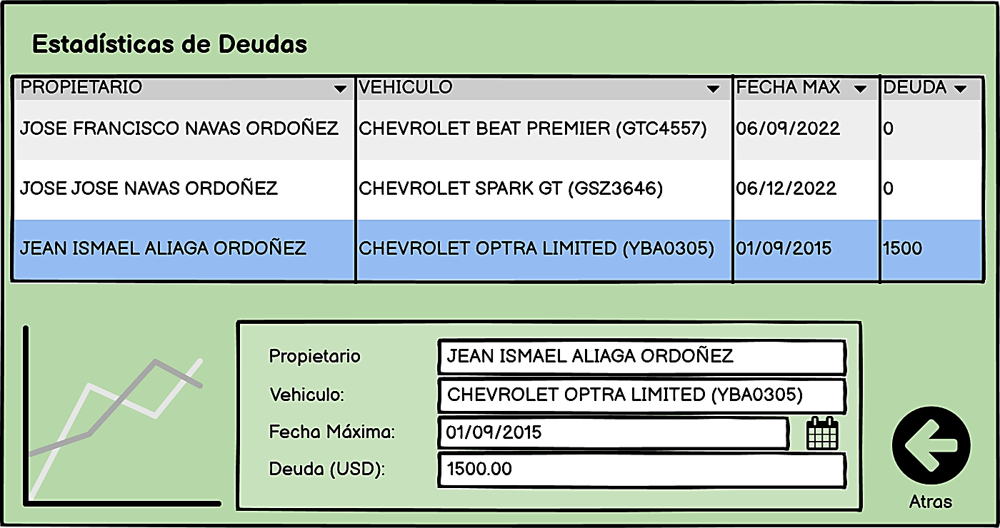 Estadísticas de Deudas
PROPIETARIO VEHICULO FECHA MAX DEUDA
JOSE FRANCISCO NAVAS ORDOÑEZ CHEVROLET BEAT PREMIER (GTC4557) 06/09/2022 0
JOSE JOSE NAVAS ORDOÑEZ CHEVROLET SPARK GT (GSZ3646) 06/12/2022 0
JEAN ISMAEL ALIAGA ORDOÑEZ CHEVROLET OPTRA LIMITED (YBA0305) 01/09/2015 1500
Propietario JEAN ISMAEL ALIAGA ORDOÑEZ
Vehiculo: CHEVROLET OPTRA LIMITED (YBA0305)
Fecha Máxima: 01/09/2015
Deuda (USD): 1500.00
Atras